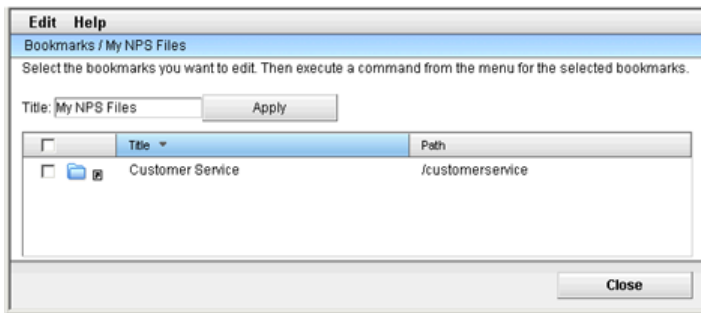 Edit Help
Bookmarks / My NPS Files
Select the bookmarks you want to edit. Then execute a command from the menu for the selected bookmarks.
Title: My NPS Files Apply
Title Path
Customer Service /customerservice
Close